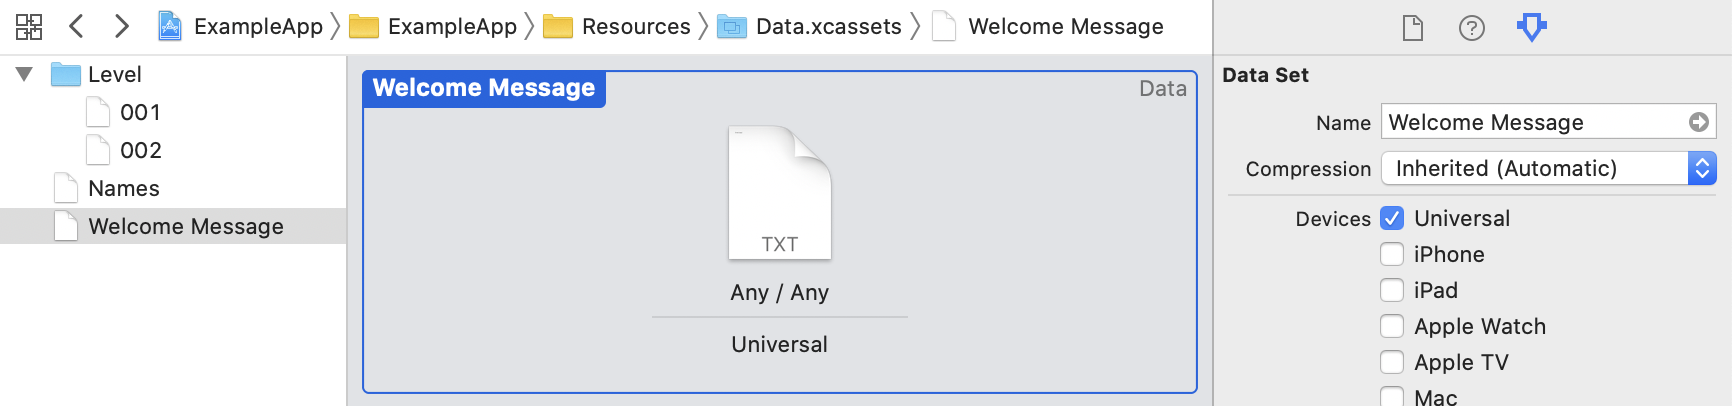 ExampleApp ExampleApp Resources Data.xcassets Welcome Message
Level
001
002
Names
Welcome Message
Welcome Message Data
TXT
Any / Any
Universal
Data Set
Name Welcome Message
Compression Inherited (Automatic)
Devices Universal
iPhone
iPad
Apple Watch
Apple TV
Mac